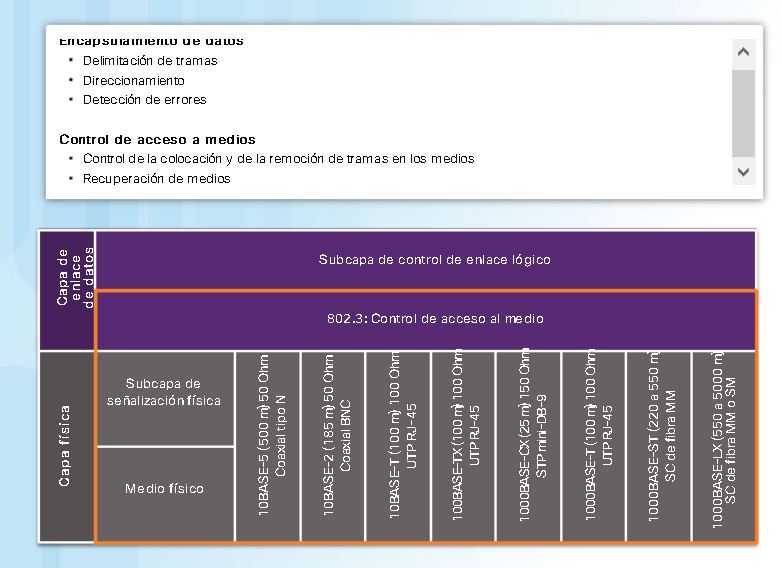 Encapsulamiento de datos
• Delimitación de tramas
• Direccionamiento
• Detección de errores
Control de acceso a medios
• Control de la colocación y de la remoción de tramas en los medios
• Recuperación de medios
Capa de
enlace
de datos
Subcapa de control de enlace lógico
802.3: Control de acceso al medio
Capa física
Subcapa de
señalización física
Medio físico
10BASE-5 (500 m) 50 Ohm
Coaxial tipo N
10BASE-2 (185 m) 50 Ohm
Coaxial BNC
10BASE-T (100 m) 100 Ohm
UTP RJ-45
100BASE-TX (100 m) 100 Ohm
UTP RJ-45
1000BASE-CX (25 m) 150 Ohm
STP mini-DB-9
1000BASE-T (100 m) 100 Ohm
UTP RJ-45
1000BASE-ST (220 a 550 m)
SC de fibra MM
1000BASE-LX (550 a 5000 m)
SC de fibra MM o SM